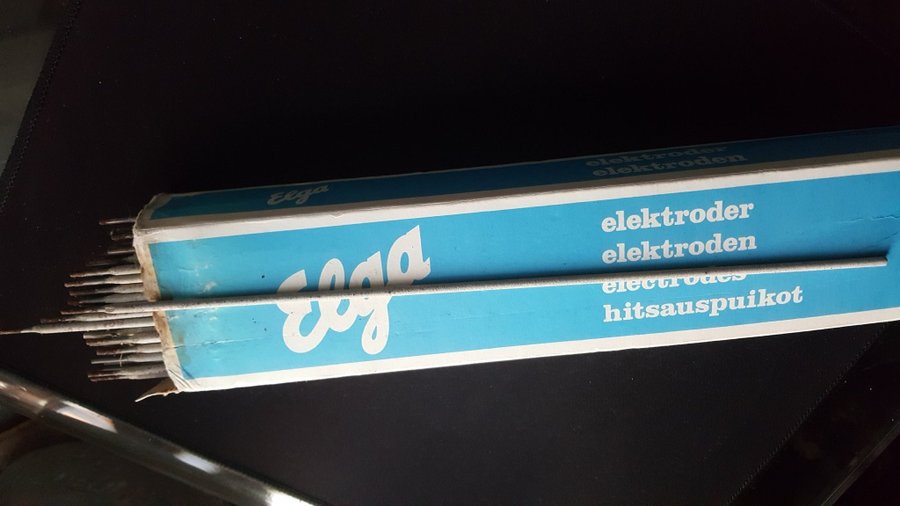 Elga
elektroder
elektroden
Elga
elektroder
elektroden
electrodes
hitsauspuikot